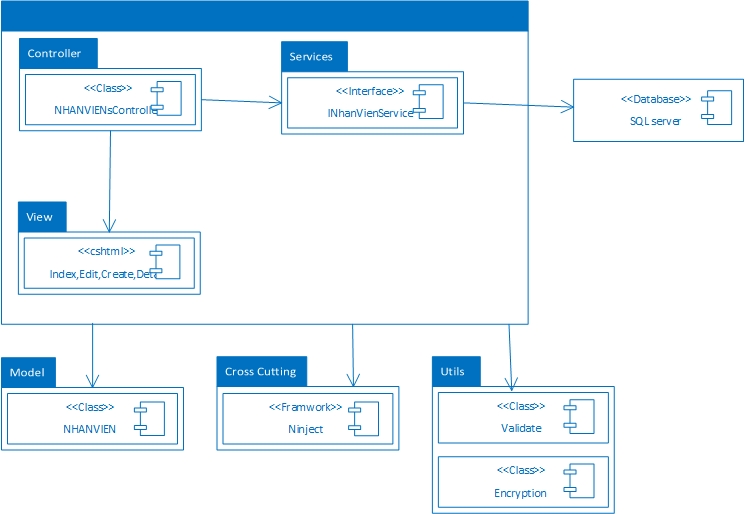 Controller
<<Class>>
NHANVIENsControlle
Services
<<Interface>>
INhanVienService
<<Database>>
SQL server
View
<<cshtml>>
Index,Edit,Create,Deta
Model
<<Class>>
NHANVIEN
Cross Cutting
<<Framwork>>
Ninject
Utils
<<Class>>
Validate
<<Class>>
Encryption